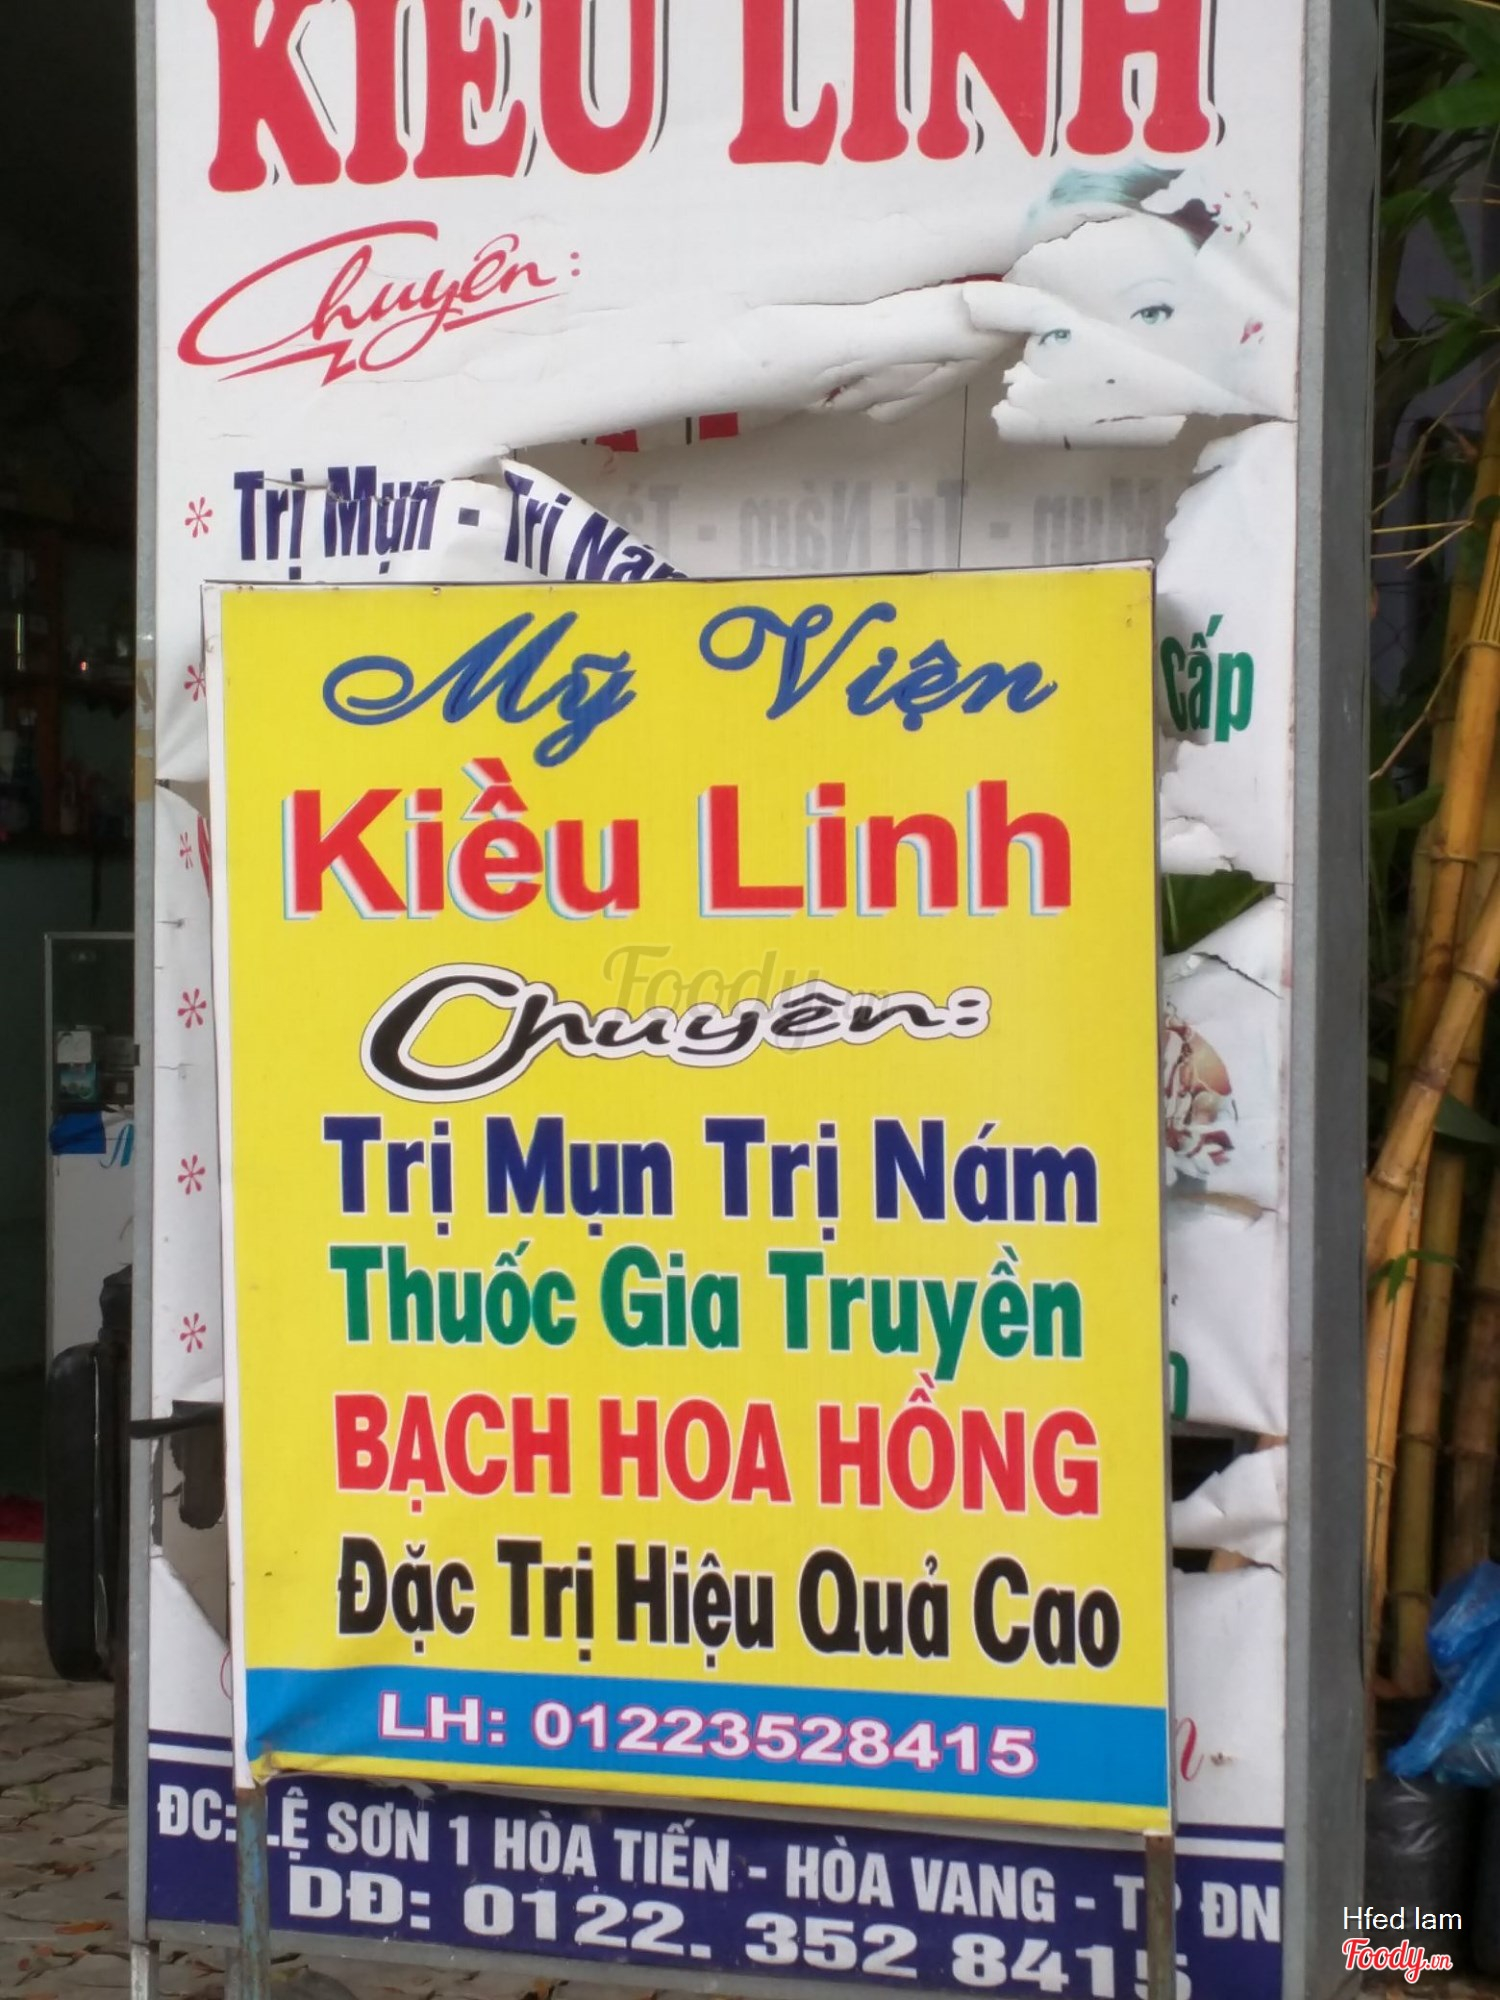 KIỀU LINH
Chuyên:
* Trị Mụn - Trị Nám
* Cấp
Mỹ Viện
Kiều Linh
Chuyên:
Trị Mụn Trị Nám
Thuốc Gia Truyền
BẠCH HOA HỒNG
Đặc Trị Hiệu Quả Cao
LH: 01223528415
ĐC: LỆ SƠN 1 HÒA TIẾN - HÒA VANG - TP ĐN
DĐ: 0122. 352 8415
Foody.vn
Hfed lam
Foody.vn